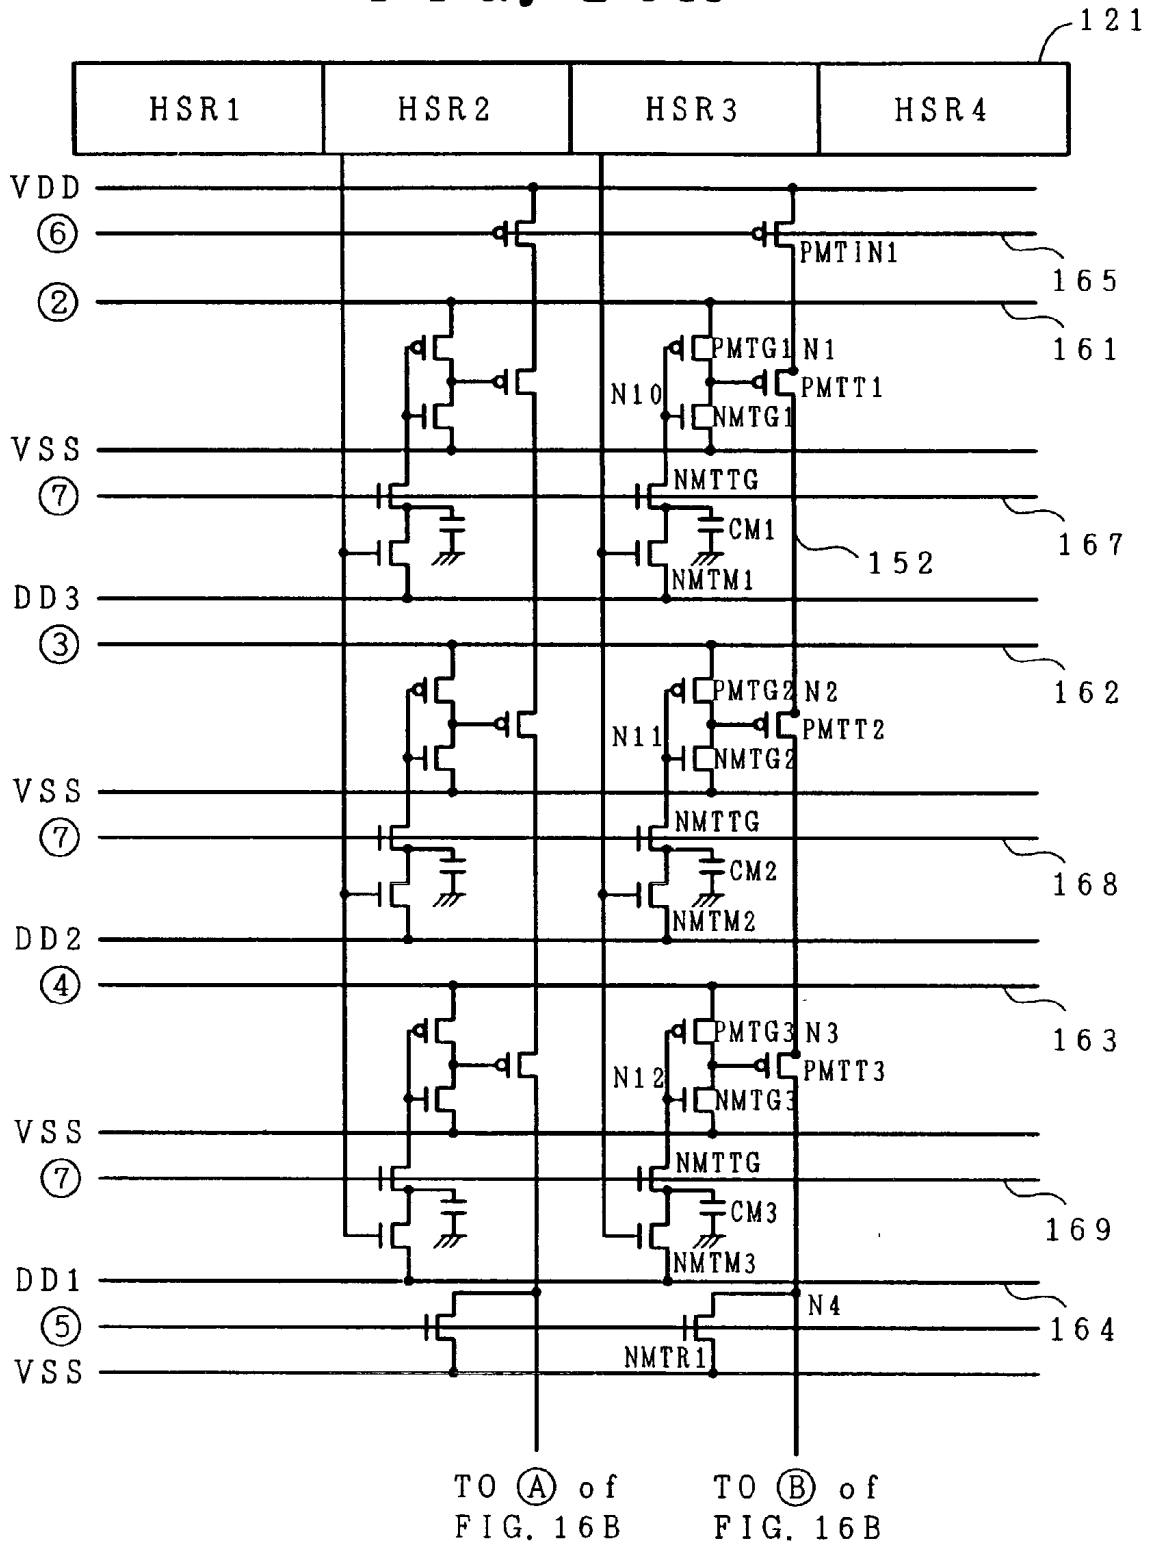 121
HSR1 HSR2 HSR3 HSR4
VDD
⑥
PMTIN1
165
②
PMTG1 N1
161
N10
PMTT1
NMTG1
VSS
⑦
NMTTG
CM1
167
152
NMTM1
DD3
③
PMTG2 N2
162
N11
PMTT2
NMTG2
VSS
⑦
NMTTG
CM2
168
NMTM2
DD2
④
PMTG3 N3
163
N12
PMTT3
NMTG3
VSS
⑦
NMTTG
CM3
169
NMTM3
DD1
N4
⑤
164
NMTR1
VSS
TO Ⓐ of TO Ⓑ of
FIG. 16B FIG. 16B